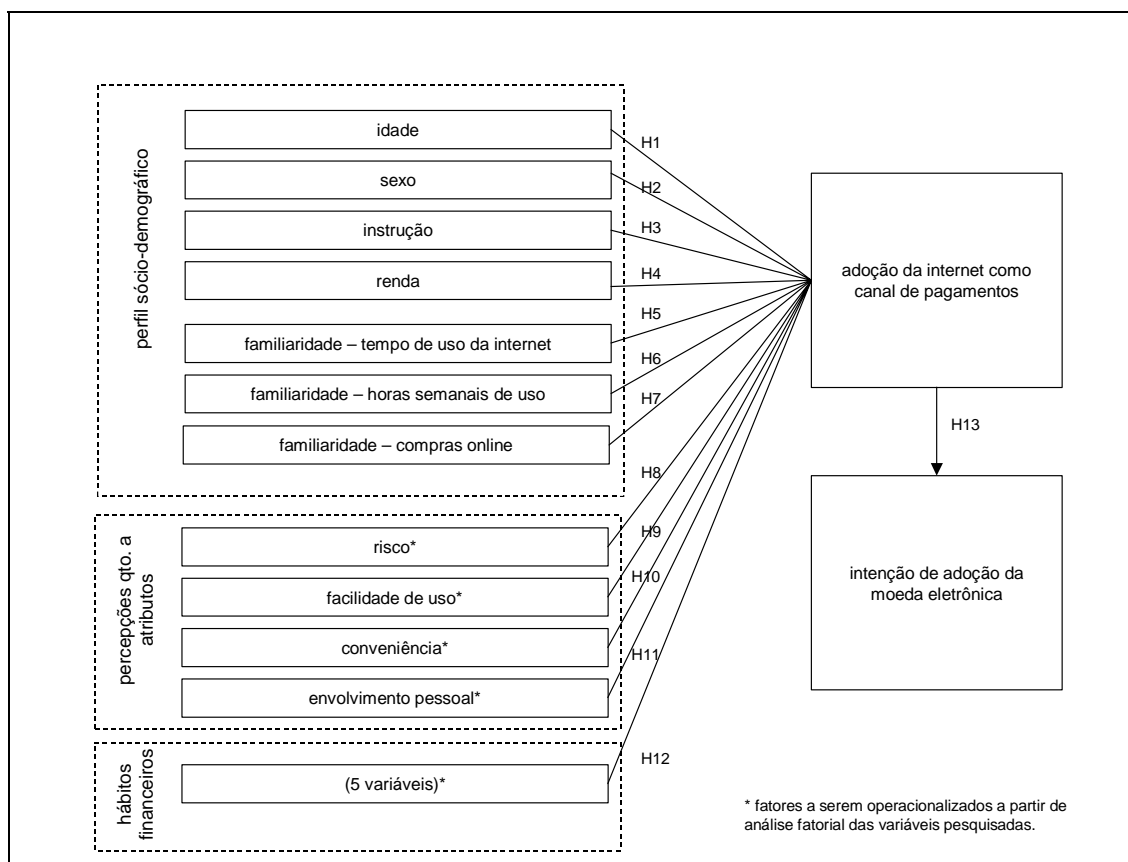 perfil sócio-demográfico
idade
sexo
instrução
renda
familiaridade – tempo de uso da internet
familiaridade – horas semanais de uso
familiaridade – compras online
percepções qto. a
atributos
risco*
facilidade de uso*
conveniência*
envolvimento pessoal*
hábitos
financeiros
(5 variáveis)*
H1
H2
H3
H4
H5
H6
H7
H8
H9
H10
H11
H12
adoção da internet como
canal de pagamentos
H13
intenção de adoção da
moeda eletrônica
* fatores a serem operacionalizados a partir de
análise fatorial das variáveis pesquisadas.